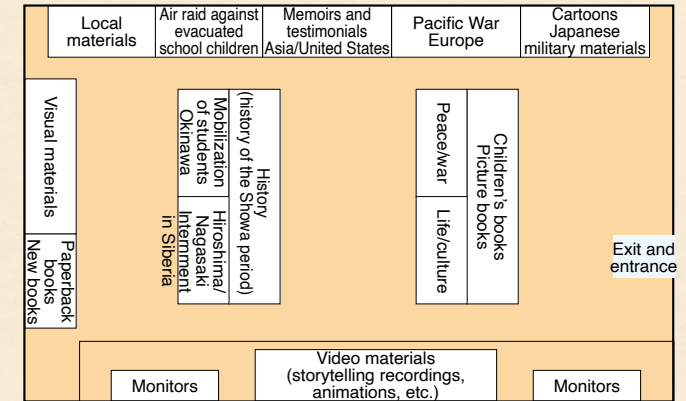 Local
materials
Air raid against
evacuated
school children
Memoirs and
testimonials
Asia/United States
Pacific War
Europe
Cartoons
Japanese
military materials
Visual materials
Paperback
books
New books
Mobilization
of students
Okinawa
Hiroshima/
Nagasaki
Internment
in Siberia
History
(history of the Showa period)
Peace/war
Life/culture
Children's books
Picture books
Exit and
entrance
Monitors
Video materials
(storytelling recordings,
animations, etc.)
Monitors